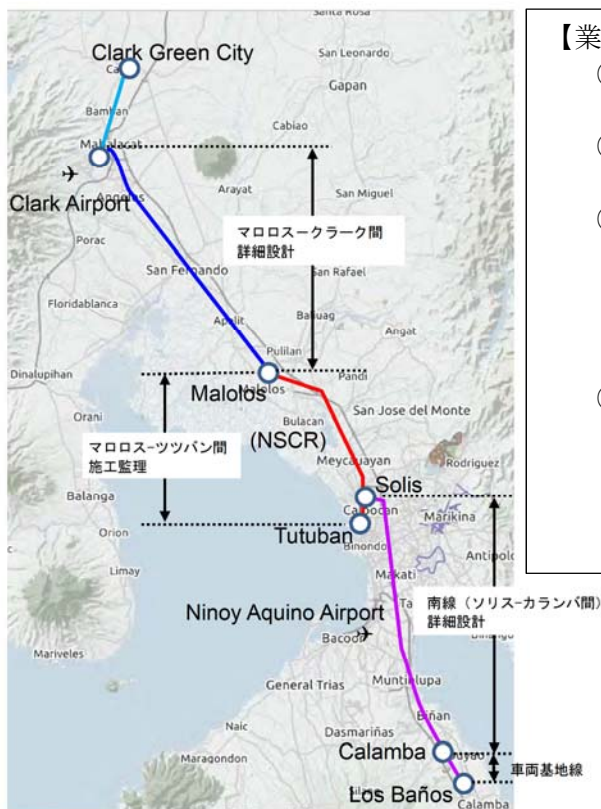 Santa Rosa
Clark Green City
San Leonardo
Gapan
Bamban
Cabiao
Clark Airport
Arayat
San Miguel
マロロスークラーク間
詳細設計
Porac
San Fernando
San Rafael
Floridablanca
Apalit
Angat
Pulilan
Dinalupihan
Malolos
Pandi
Orani
Bulacan
San Jose del Monte
マロロス-ツツバン間
施工監理
(NSCR)
Meycauayan
Rodriguez
Balanga
Solis
Marikina
Orion
Tutuban
Binondo
Limay
Makati
Ninoy Aquino Airport
南線（ソリス-カランバ間）
詳細設計
Mariveles
General Trias
Muntinlupa
Naic
Biñan
Dasmariñas
Calamba
Maragondon
車両基地線
Los Baños
Calamba
【業